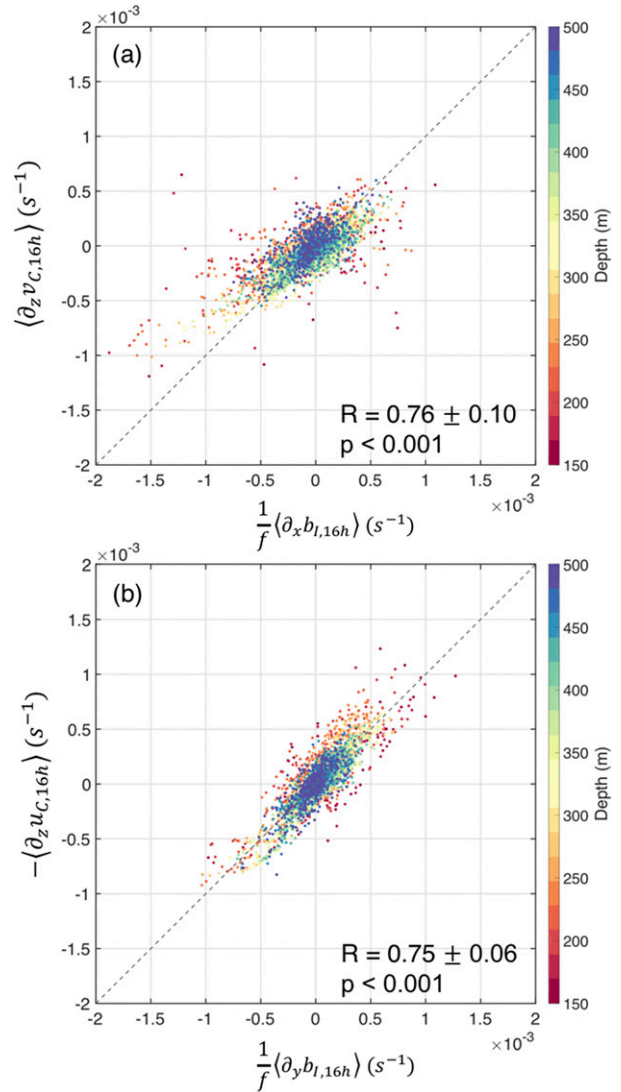 ×10⁻³
2
(a)
1.5
1
0.5
0
-0.5
-1
-1.5
-2
⟨∂zvC,16h⟩ (s⁻¹)
R = 0.76 ± 0.10
p < 0.001
-2 -1.5 -1 -0.5 0 0.5 1 1.5 2
×10⁻³
1/f ⟨∂xbI,16h⟩ (s⁻¹)
500
450
400
350
300
250
200
150
Depth (m)
×10⁻³
2
(b)
1.5
1
0.5
0
-0.5
-1
-1.5
-2
−⟨∂zuC,16h⟩ (s⁻¹)
R = 0.75 ± 0.06
p < 0.001
-2 -1.5 -1 -0.5 0 0.5 1 1.5 2
×10⁻³
1/f ⟨∂ybI,16h⟩ (s⁻¹)
500
450
400
350
300
250
200
150
Depth (m)